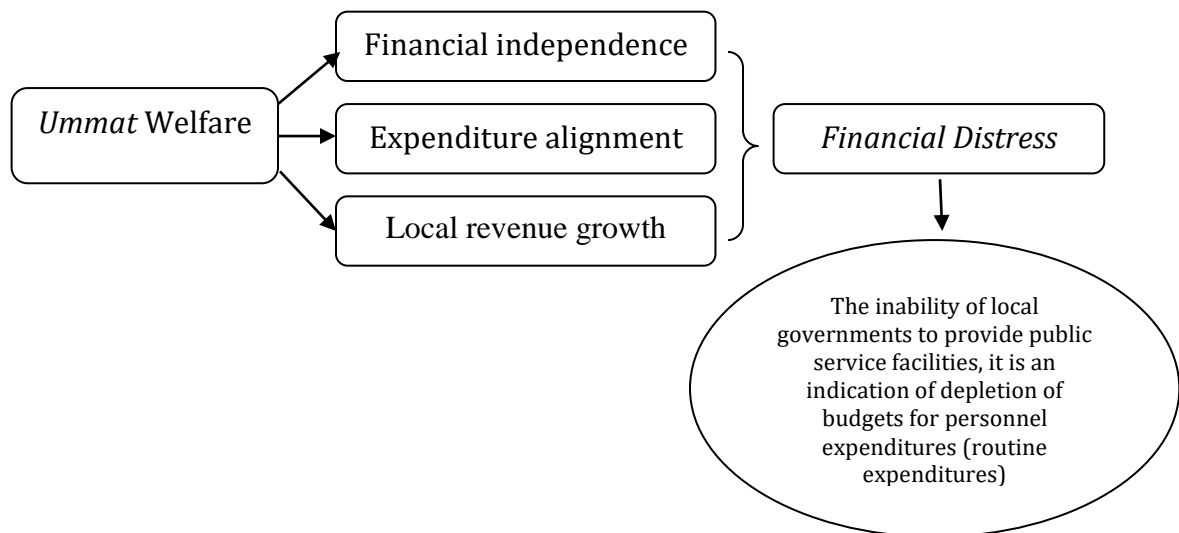 Financial independence
Ummat Welfare
Expenditure alignment
Financial Distress
Local revenue growth
The inability of local
governments to provide public
service facilities, it is an
indication of depletion of
budgets for personnel
expenditures (routine
expenditures)